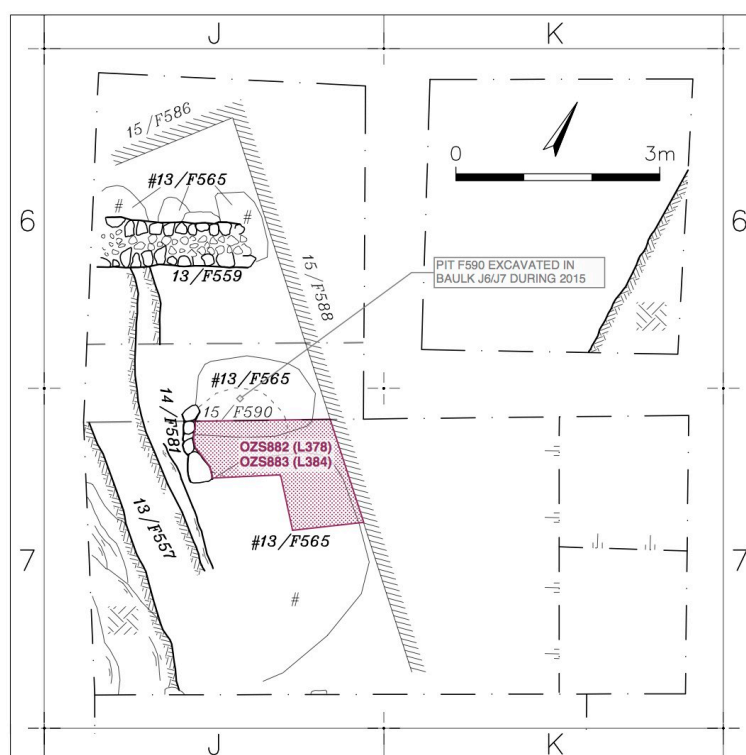 J
K
15/F586
0
3m
#13/F565
#
#
6
6
13/F559
15/F588
PIT F590 EXCAVATED IN
BAULK J6/J7 DURING 2015
#13/F565
15/F590
14/F581
OZS882 (L378)
OZS883 (L384)
13/F557
#13/F565
7
7
#
J
K